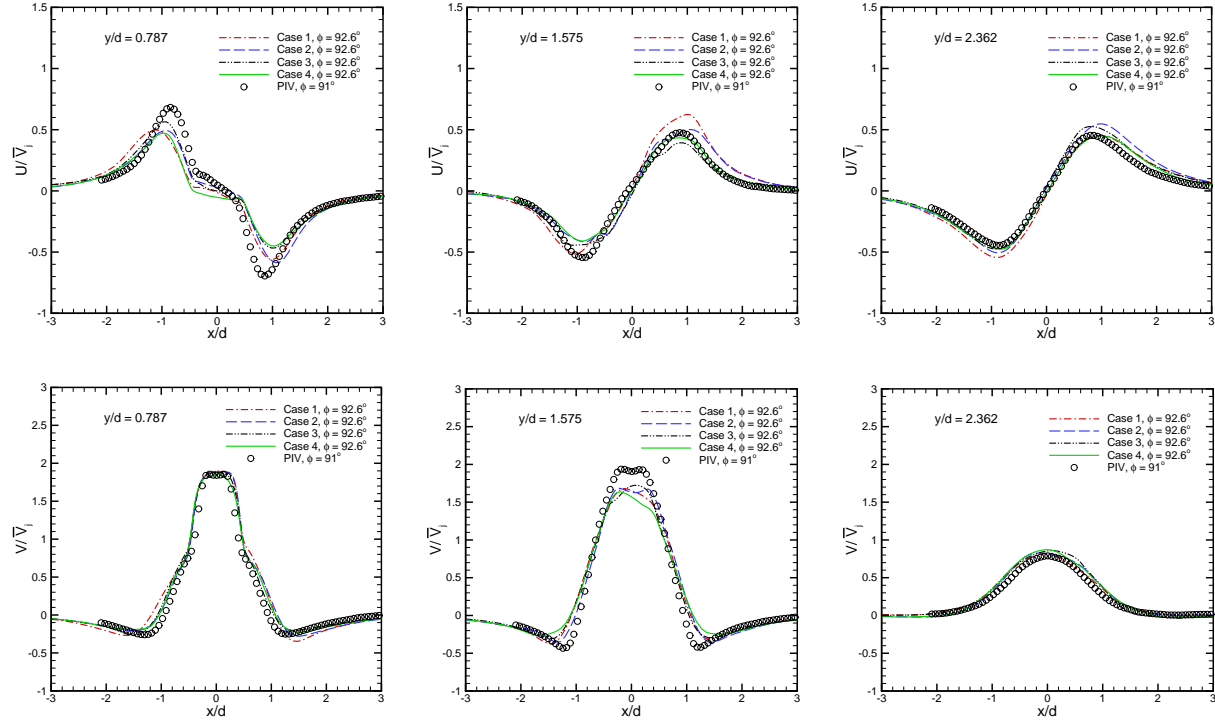 1.5
1
0.5
0
-0.5
-1
U/ V̅j
y/d = 0.787
Case 1, ϕ = 92.6°
Case 2, ϕ = 92.6°
Case 3, ϕ = 92.6°
Case 4, ϕ = 92.6°
PIV, ϕ = 91°
-3 -2 -1 0 1 2 3
x/d
1.5
1
0.5
0
-0.5
-1
U/ V̅j
y/d = 1.575
Case 1, ϕ = 92.6°
Case 2, ϕ = 92.6°
Case 3, ϕ = 92.6°
Case 4, ϕ = 92.6°
PIV, ϕ = 91°
-3 -2 -1 0 1 2 3
x/d
1.5
1
0.5
0
-0.5
-1
U/ V̅j
y/d = 2.362
Case 1, ϕ = 92.6°
Case 2, ϕ = 92.6°
Case 3, ϕ = 92.6°
Case 4, ϕ = 92.6°
PIV, ϕ = 91°
-3 -2 -1 0 1 2 3
x/d
3
2.5
2
1.5
1
0.5
0
-0.5
-1
V/ V̅j
y/d = 0.787
Case 1, ϕ = 92.6°
Case 2, ϕ = 92.6°
Case 3, ϕ = 92.6°
Case 4, ϕ = 92.6°
PIV, ϕ = 91°
-3 -2 -1 0 1 2 3
x/d
3
2.5
2
1.5
1
0.5
0
-0.5
-1
V/ V̅j
y/d = 1.575
Case 1, ϕ = 92.6°
Case 2, ϕ = 92.6°
Case 3, ϕ = 92.6°
Case 4, ϕ = 92.6°
PIV, ϕ = 91°
-3 -2 -1 0 1 2 3
x/d
3
2.5
2
1.5
1
0.5
0
-0.5
-1
V/ V̅j
y/d = 2.362
Case 1, ϕ = 92.6°
Case 2, ϕ = 92.6°
Case 3, ϕ = 92.6°
Case 4, ϕ = 92.6°
PIV, ϕ = 91°
-3 -2 -1 0 1 2 3
x/d